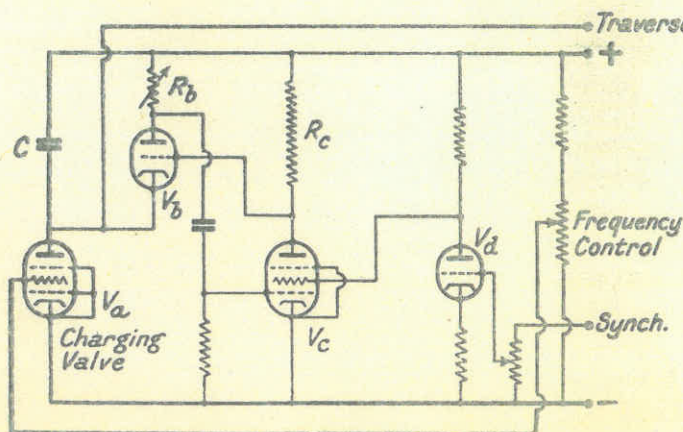 Traverse
+
R_b
R_c
C
V_b
V_d
Frequency
Control
V_a
Charging
Valve
V_c
Synch.
-